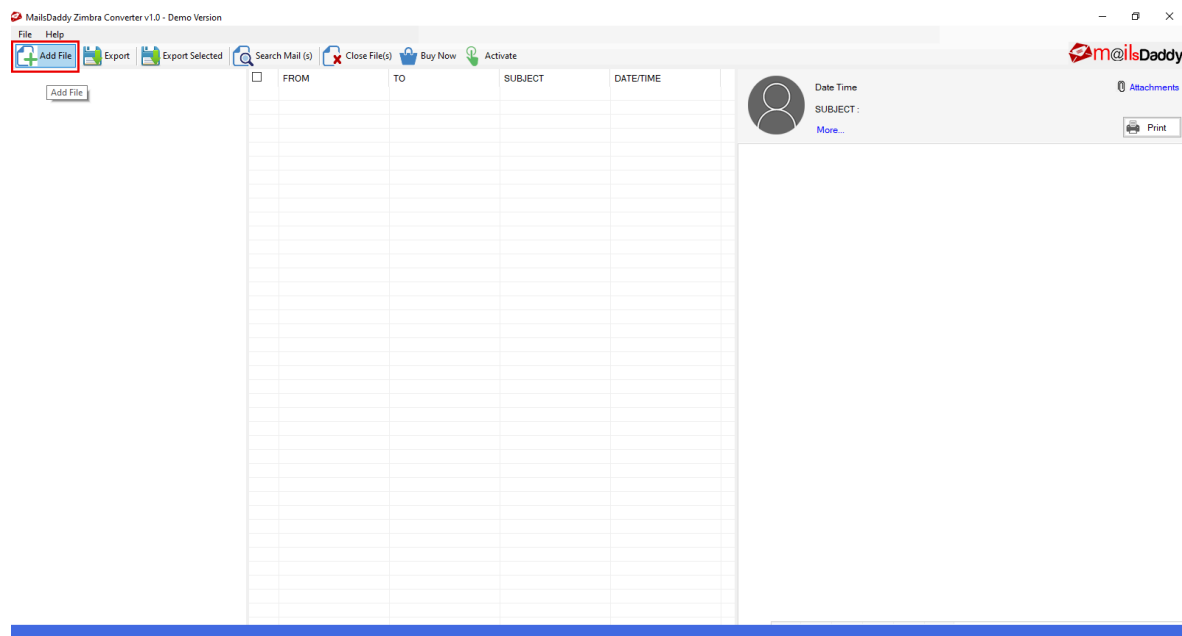 MailsDaddy Zimbra Converter v1.0 - Demo Version
File Help
Add File Export Export Selected Search Mail (s) Close File(s) Buy Now Activate
m@ilsDaddy
Add File
FROM TO SUBJECT DATE/TIME
Date Time
Attachments
SUBJECT :
More...
Print